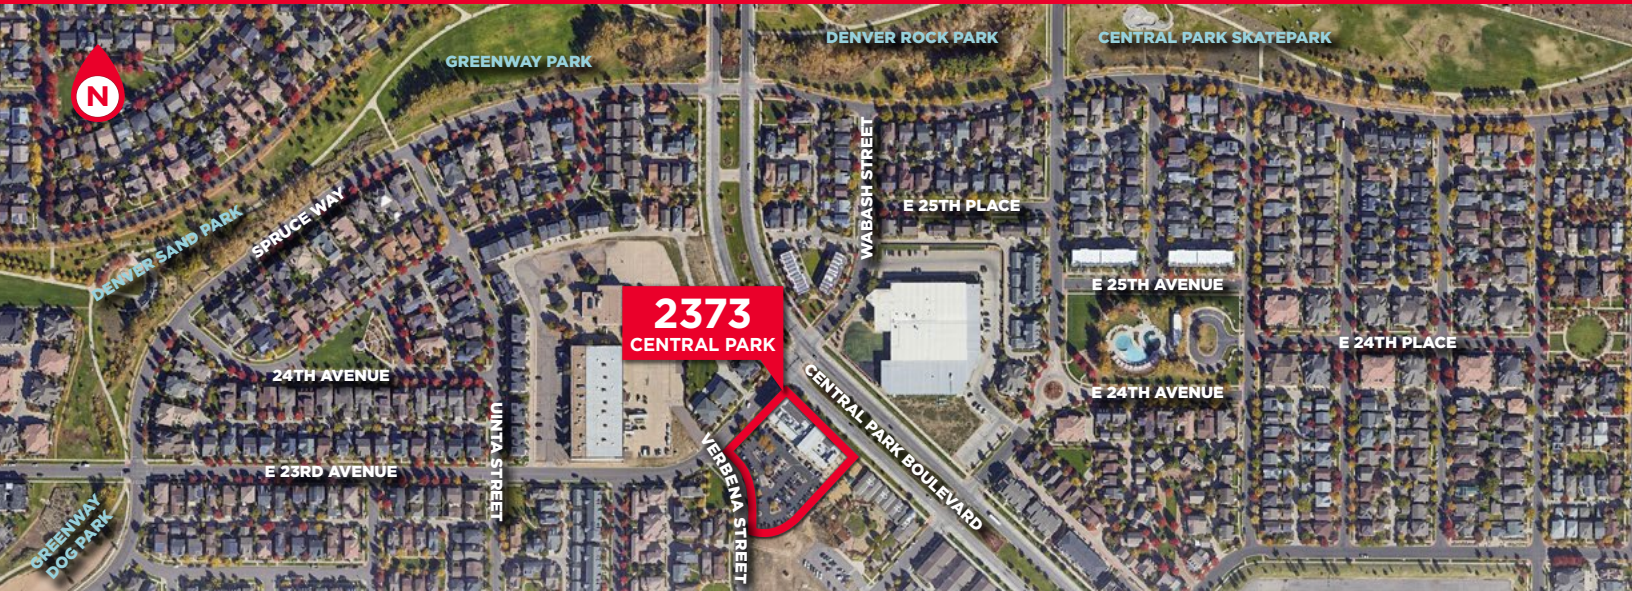 DENVER ROCK PARK
CENTRAL PARK SKATEPARK
GREENWAY PARK
N
WABASH STREET
E 25TH PLACE
SPRUCE WAY
DENVER SAND PARK
E 25TH AVENUE
2373
CENTRAL PARK
E 24TH PLACE
24TH AVENUE
E 24TH AVENUE
CENTRAL PARK BOULEVARD
UINTA STREET
VERBENA STREET
E 23RD AVENUE
GREENWAY
DOG PARK